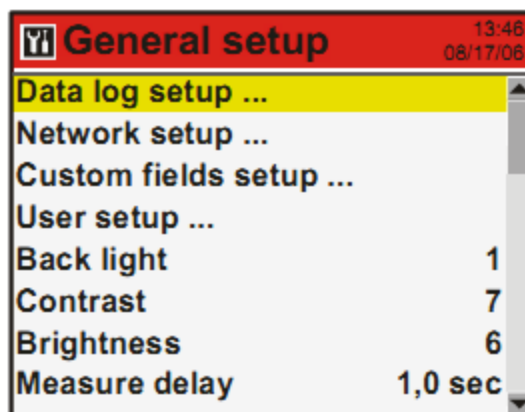 General setup 13:46
08/17/06
Data log setup ...
Network setup ...
Custom fields setup ...
User setup ...
Back light 1
Contrast 7
Brightness 6
Measure delay 1,0 sec